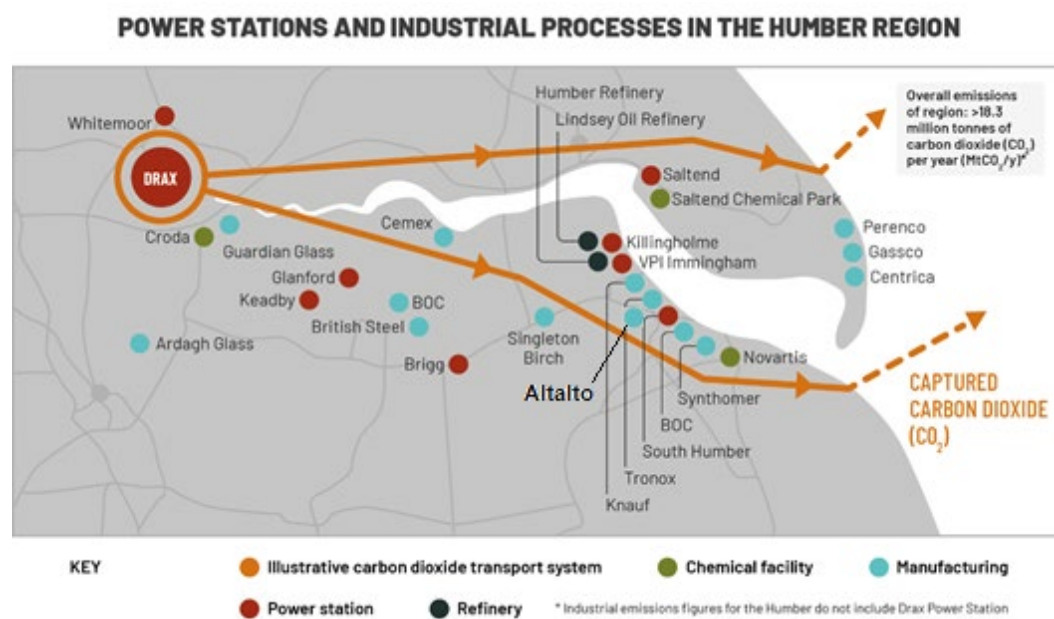 POWER STATIONS AND INDUSTRIAL PROCESSES IN THE HUMBER REGION
Humber Refinery
Lindsey Oil Refinery
Overall emissions
of region: >18.3
million tonnes of
carbon dioxide (CO₂)
per year (MtCO₂/y)*
Whitemoor
DRAX
Saltend
Saltend Chemical Park
Croda
Guardian Glass
Cemex
Killingholme
VPI Immingham
Perenco
Gassco
Centrica
Glanford
Keadby
BOC
British Steel
Ardagh Glass
Brigg
Singleton
Birch
Altalto
Novartis
Synthomer
BOC
South Humber
Tronox
Knauf
CAPTURED
CARBON DIOXIDE
(CO₂)
KEY
Illustrative carbon dioxide transport system
Chemical facility
Manufacturing
Power station
Refinery
* Industrial emissions figures for the Humber do not include Drax Power Station